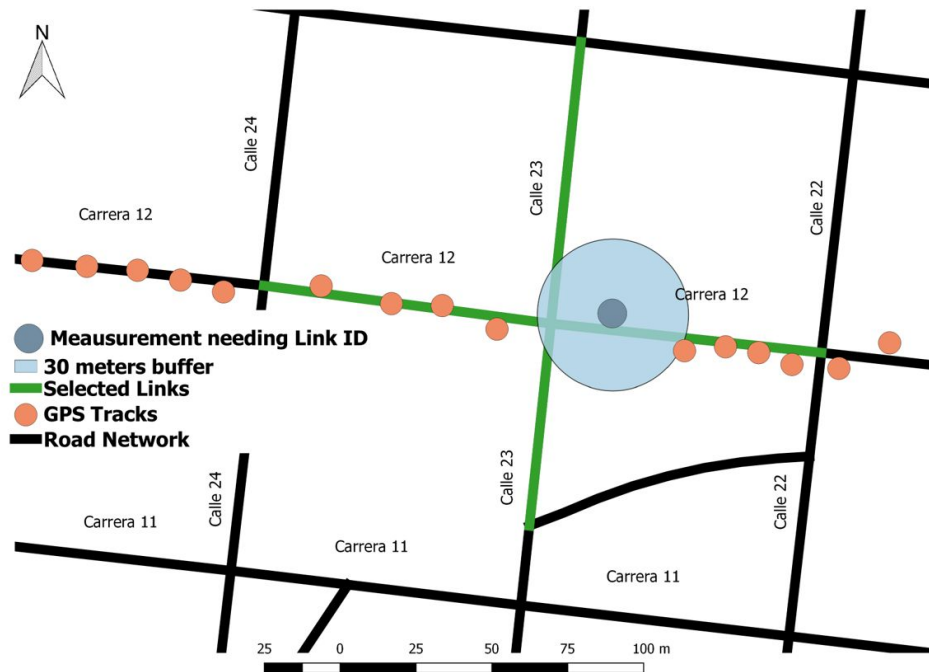 N
Calle 24
Calle 23
Calle 22
Carrera 12
Carrera 12
Carrera 12
Meausurement needing Link ID
30 meters buffer
Selected Links
GPS Tracks
Road Network
Calle 24
Calle 23
Calle 22
Carrera 11
Carrera 11
Carrera 11
25 0 25 50 75 100 m